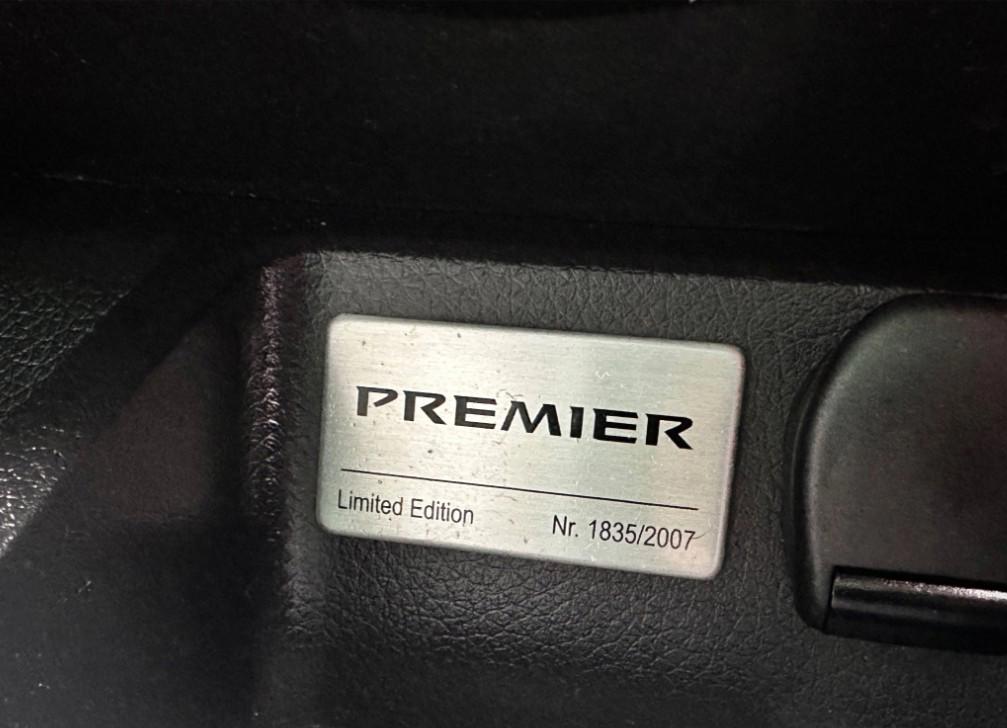 PREMIER
Limited Edition
Nr. 1835/2007